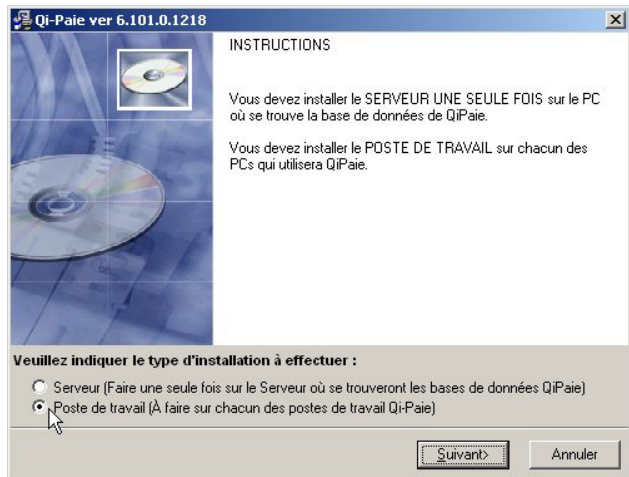 Qi-Paie ver 6.101.0.1218
INSTRUCTIONS
Vous devez installer le SERVEUR UNE SEULE FOIS sur le PC
où se trouve la base de données de QiPaie.
Vous devez installer le POSTE DE TRAVAIL sur chacun des
PCs qui utilisera QiPaie.
Veuillez indiquer le type d'installation à effectuer :
Serveur (Faire une seule fois sur le Serveur où se trouveront les bases de données QiPaie)
Poste de travail (À faire sur chacun des postes de travail Qi-Paie)
Suivant>
Annuler